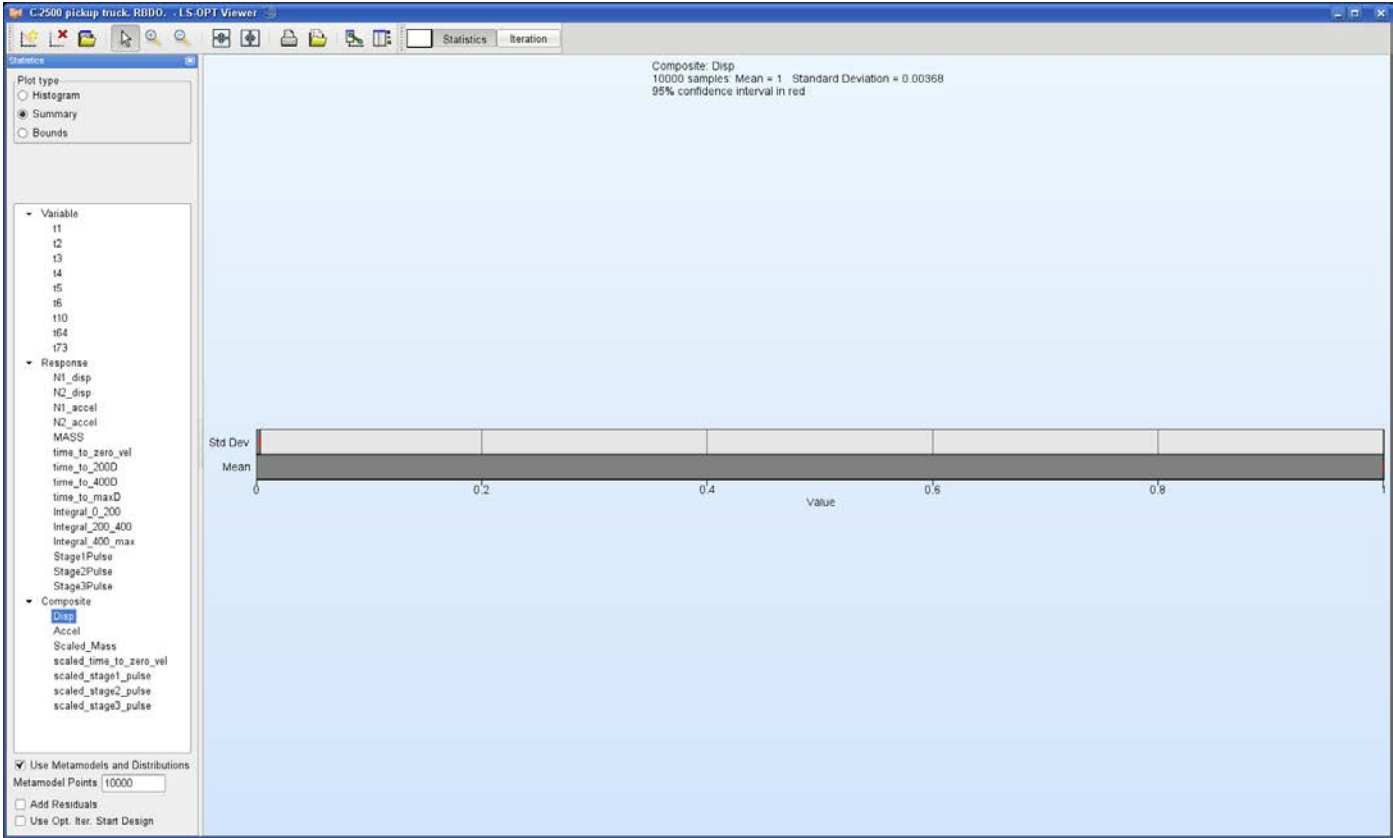 C2500 pickup truck. RBDO. - LS-OPT Viewer
Statistics Iteration
Statistics
Plot type
Histogram
Summary
Bounds
Variable
t1
t2
t3
t4
t5
t6
t10
t64
t73
Response
N1_disp
N2_disp
N1_accel
N2_accel
MASS
time_to_zero_vel
time_to_200D
time_to_400D
time_to_maxD
Integral_0_200
Integral_200_400
Integral_400_max
Stage1Pulse
Stage2Pulse
Stage3Pulse
Composite
Disp
Accel
Scaled_Mass
scaled_time_to_zero_vel
scaled_stage1_pulse
scaled_stage2_pulse
scaled_stage3_pulse
Use Metamodels and Distributions
Metamodel Points 10000
Add Residuals
Use Opt. Iter. Start Design
Composite: Disp
10000 samples: Mean = 1 Standard Deviation = 0.00368
95% confidence interval in red
Std Dev
Mean
0 0.2 0.4 0.6 0.8 1
Value